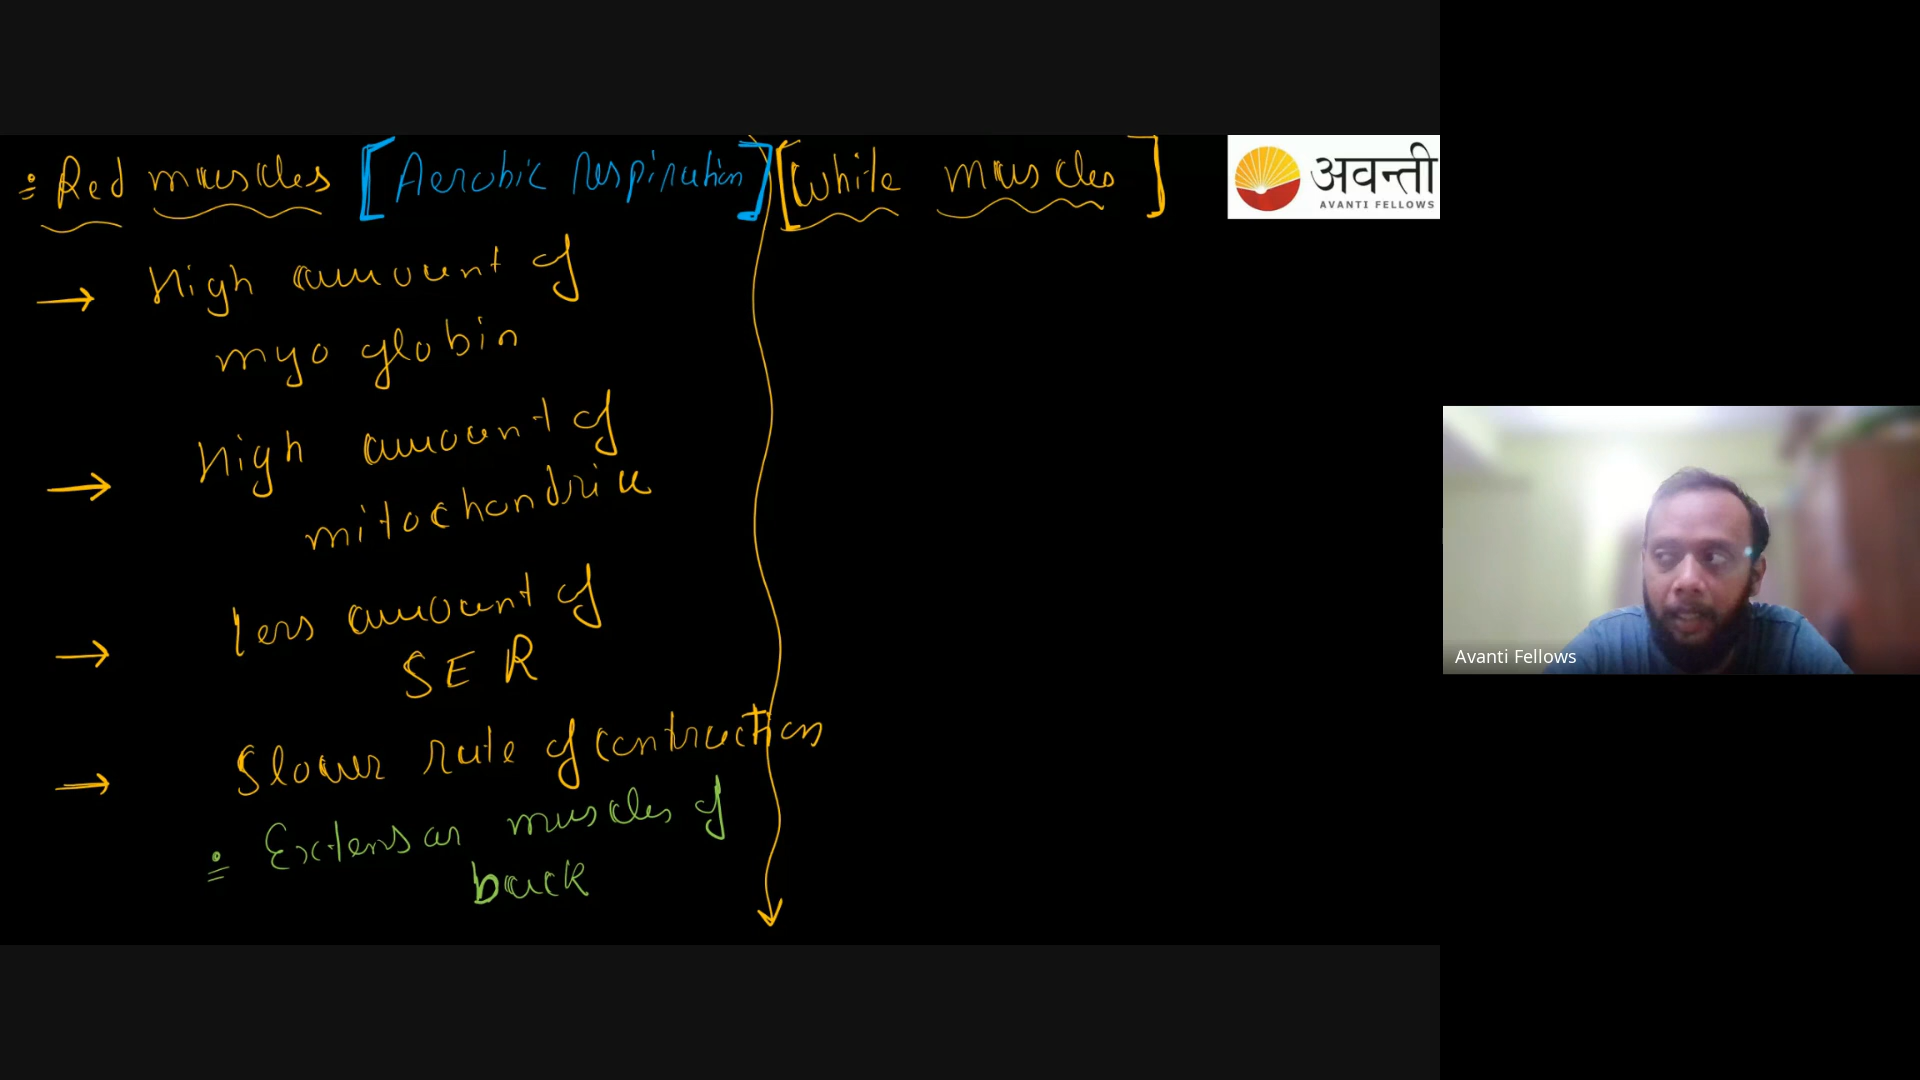 Red muscles [Aerobic Respiration] [White muscles]
अवन्ती
AVANTI FELLOWS
→ High amount of
myoglobin
→ High amount of
mitochondria
→ less amount of
SER
→ Slower rate of contraction
Extensor muscles of
back
Avanti Fellows